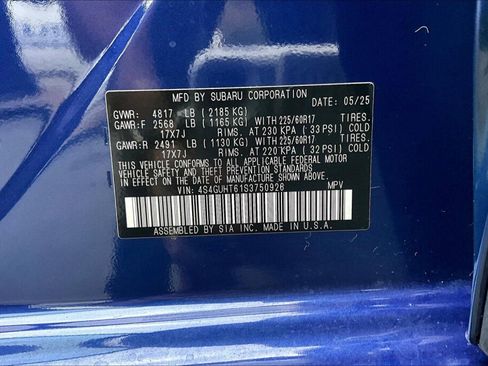 MFD BY SUBARU CORPORATION DATE: 05/25
GVWR: 4817 LB (2185 KG)
GAWR:F 2568 LB (1165 KG) WITH 225/60R17 TIRES.
17X7J RIMS. AT 230 KPA (33 PSI) COLD
GAWR:R 2491 LB (1130 KG) WITH 225/60R17 TIRES.
17X7J RIMS. AT 220 KPA (32 PSI) COLD
THIS VEHICLE CONFORMS TO ALL APPLICABLE FEDERAL MOTOR
VEHICLE SAFETY AND THEFT PREVENTION STANDARDS IN EFFECT
ON THE DATE OF MANUFACTURE SHOWN ABOVE.
VIN: 4S4GUHT61S3750928 MPV
ASSEMBLED BY SIA INC. MADE IN U.S.A.